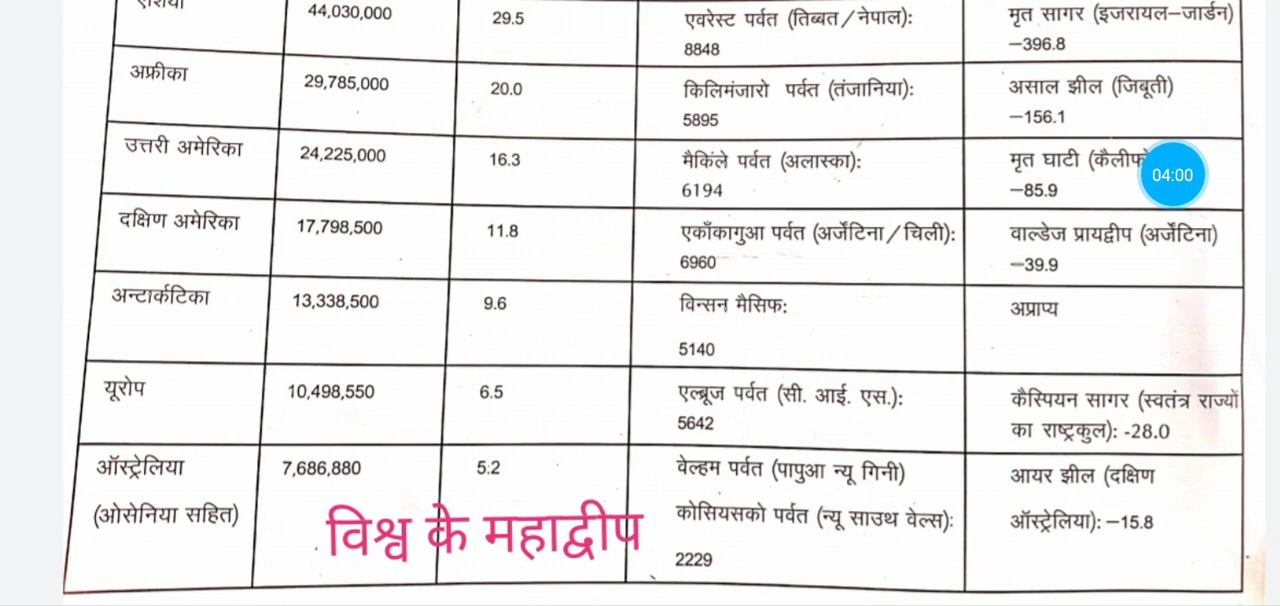 एशिया
44,030,000
29.5
एवरेस्ट पर्वत (तिब्बत/नेपाल):
8848
मृत सागर (इजरायल–जार्डन)
–396.8
अफ्रीका
29,785,000
20.0
किलिमंजारो पर्वत (तंजानिया):
5895
असाल झील (जिबूती)
–156.1
उत्तरी अमेरिका
24,225,000
16.3
मैकिंले पर्वत (अलास्का):
6194
मृत घाटी
–85.9
04:00
दक्षिण अमेरिका
17,798,500
11.8
एकाँकागुआ पर्वत (अर्जेंटिना/चिली):
6960
वाल्डेज प्रायद्वीप (अर्जेंटिना)
–39.9
अन्टार्कटिका
13,338,500
9.6
विन्सन मैसिफ:
5140
अप्राप्य
यूरोप
10,498,550
6.5
एल्ब्रूज पर्वत (सी. आई. एस.):
5642
कैस्पियन सागर (स्वतंत्र राज्यों
का राष्ट्रकुल): -28.0
ऑस्ट्रेलिया
(ओसेनिया सहित)
7,686,880
5:2
वेल्हम पर्वत (पापुआ न्यू गिनी)
कोसियसको पर्वत (न्यू साउथ वेल्स):
2229
आयर झील (दक्षिण
ऑस्ट्रेलिया): –15.8
विश्व के महाद्वीप